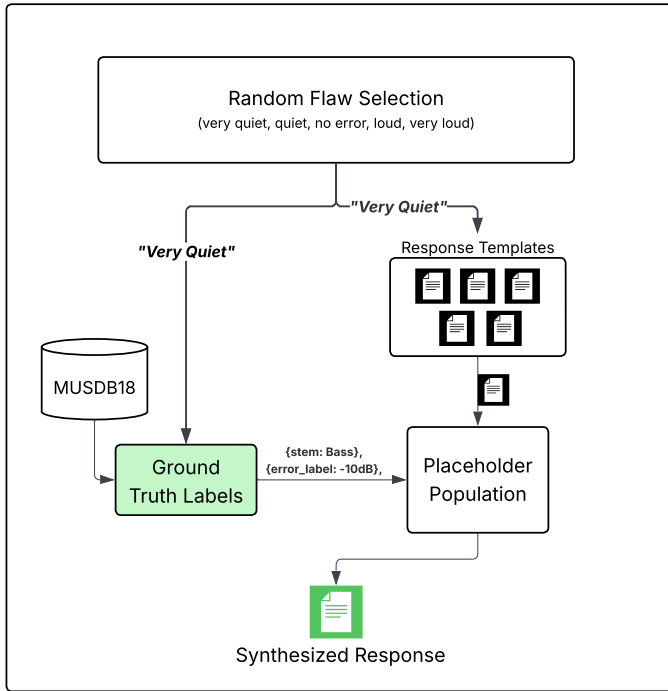 Random Flaw Selection
(very quiet, quiet, no error, loud, very loud)
"Very Quiet"
"Very Quiet"
Response Templates
MUSDB18
Ground
Truth Labels
{stem: Bass},
{error_label: -10dB},
Placeholder
Population
Synthesized Response